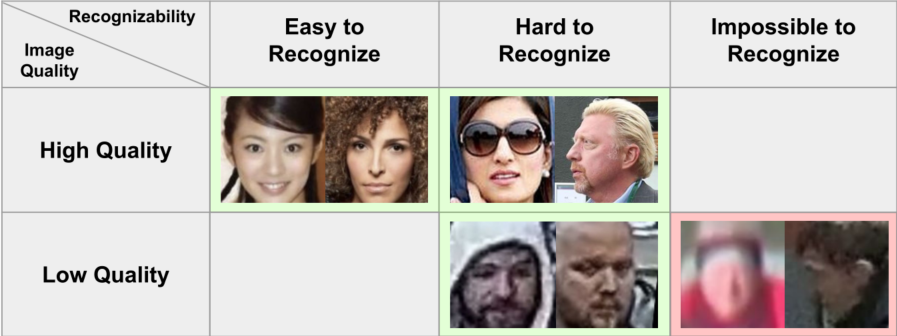 Recognizability
Image
Quality
Easy to
Recognize
Hard to
Recognize
Impossible to
Recognize
High Quality
Low Quality